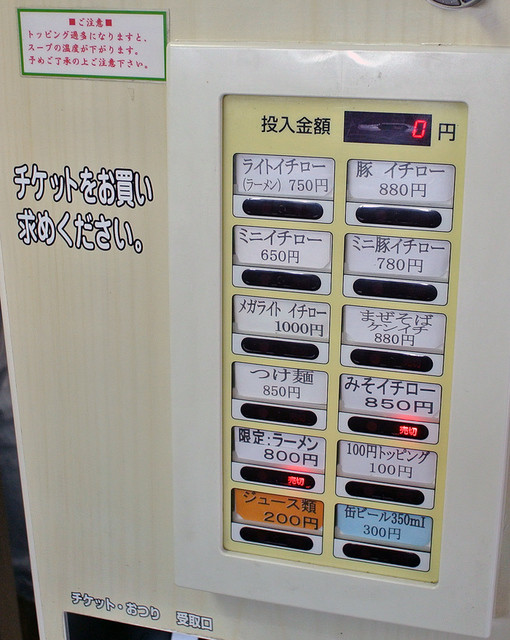 ■ご注意■
トッピング過多になりますと、
スープの温度が下がります。
予めご了承の上ご注意下さい。
チケットをお買い
求めください。
投入金額 0 円
ライトイチロー
(ラーメン) 750円
豚 イチロー
880円
ミニイチロー
650円
ミニ豚イチロー
780円
メガライト イチロー
1000円
まぜそば
ケンイチ
880円
つけ麺
850円
みそイチロー
850円
売切
限定:ラーメン
800円
売切
100円トッピング
100円
ジュース類
200円
缶ビール350ml
300円
チケット・おつり 受取口